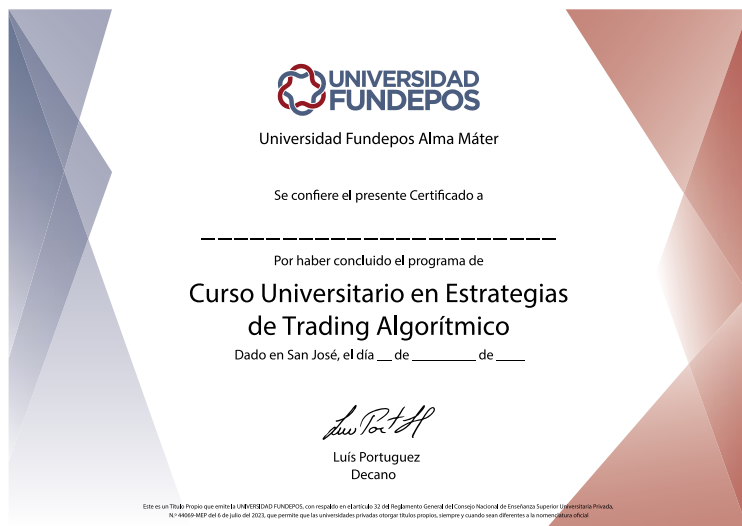 UNIVERSIDAD
FUNDEPOS
Universidad Fundepos Alma Máter
Se confiere el presente Certificado a
Por haber concluido el programa de
Curso Universitario en Estrategias
de Trading Algorítmico
Dado en San José, el día __ de ________ de ____
Luís Portuguez
Decano
Este es un Título Propio que emite la UNIVERSIDAD FUNDEPOS, con respaldo en el artículo 32 del Reglamento General del Consejo Nacional de Enseñanza Superior Universitaria Privada,
N.º 44069-MEP del 6 de julio del 2023, que permite que las universidades privadas otorgar títulos propios, siempre y cuando sean diferentes a la nomenclatura oficial